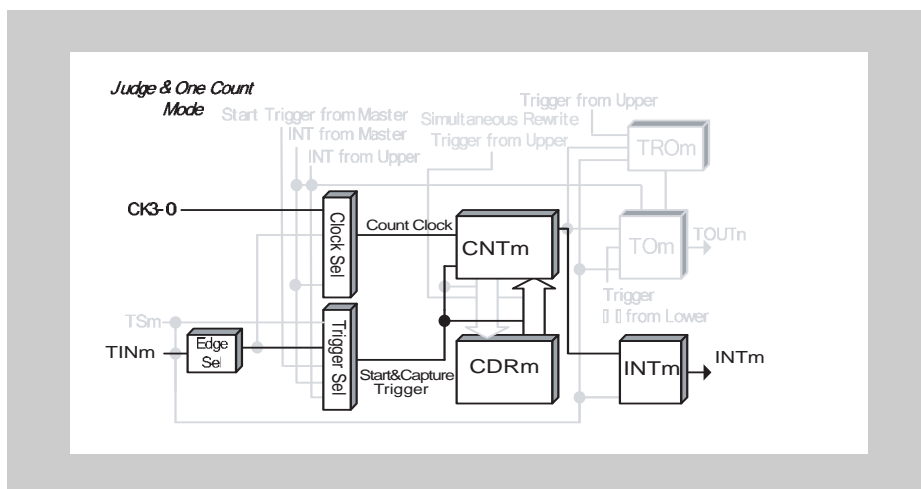 Judge & One Count
Mode
Trigger from Upper
Start Trigger from Master
Simultaneous Rewrite
INT from Master
Trigger from Upper
INT from Upper
TROm
CK3-0
Clock Sel
Count Clock
CNTm
TOm
TOUTn
Trigger
from Lower
TSm
TINm
Edge
Sel
Trigger Sel
Start&Capture
Trigger
CDRm
INTm
INTm